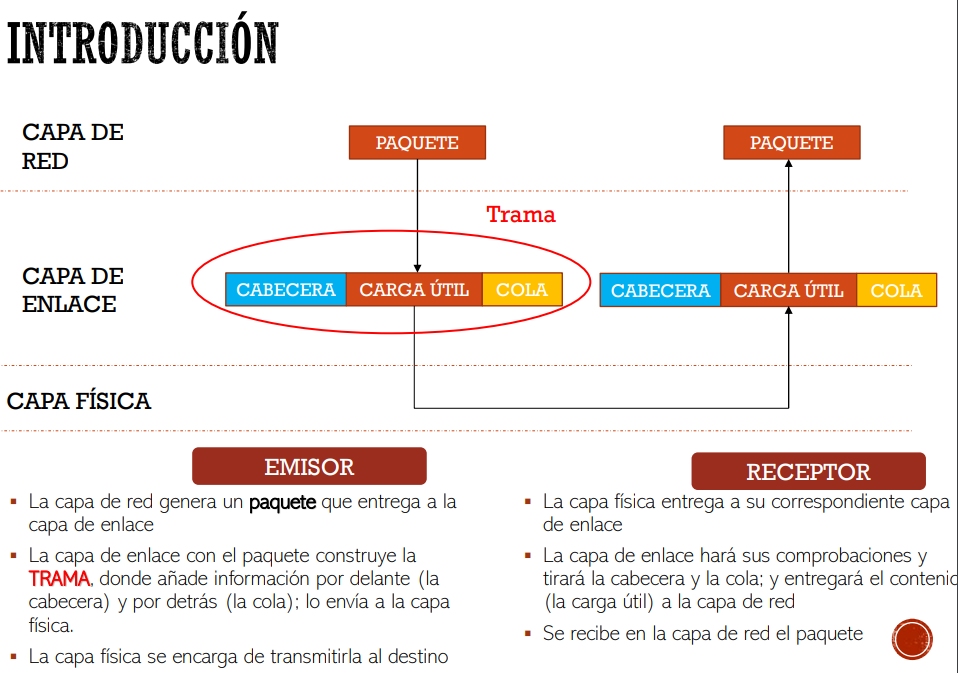 INTRODUCCIÓN
CAPA DE
RED
PAQUETE
PAQUETE
Trama
CAPA DE
ENLACE
CABECERA CARGA ÚTIL COLA
CABECERA CARGA ÚTIL COLA
CAPA FÍSICA
EMISOR
▪ La capa de red genera un paquete que entrega a la
capa de enlace
▪ La capa de enlace con el paquete construye la
TRAMA, donde añade información por delante (la
cabecera) y por detrás (la cola); lo envía a la capa
física.
▪ La capa física se encarga de transmitirla al destino
RECEPTOR
▪ La capa física entrega a su correspondiente capa
de enlace
▪ La capa de enlace hará sus comprobaciones y
tirará la cabecera y la cola; y entregará el contenic
(la carga útil) a la capa de red
▪ Se recibe en la capa de red el paquete